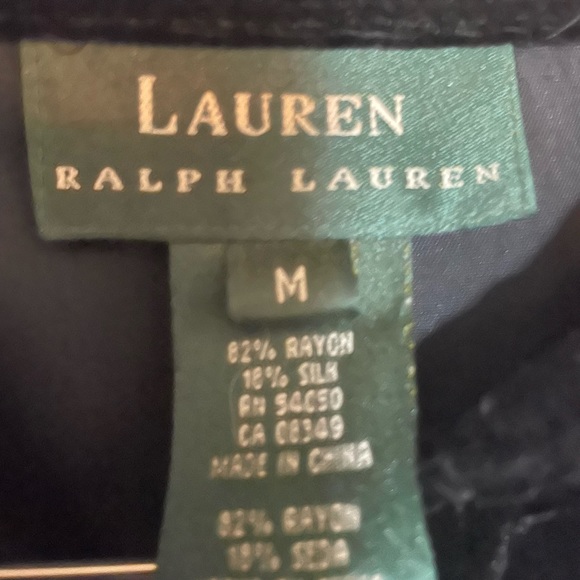 LAUREN
RALPH LAUREN
M
82% RAYON
18% SILK
RN 54050
CA 08349
MADE IN CHINA
82% RAYON
18% SEDA